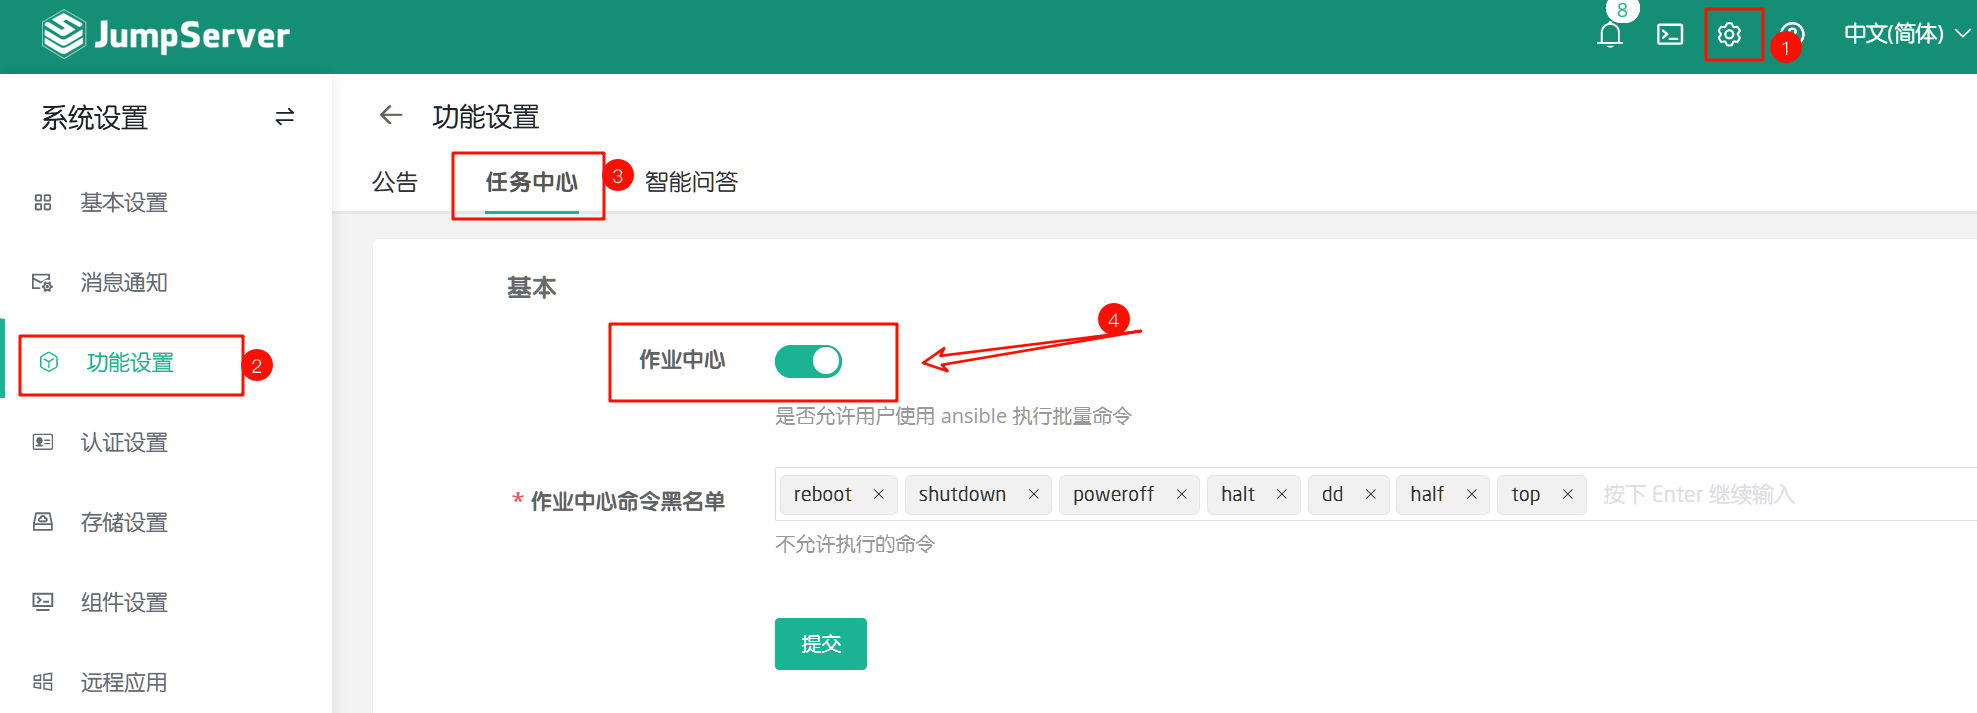 JumpServer
8
1
中文(简体)
系统设置
基本设置
消息通知
功能设置
2
认证设置
存储设置
组件设置
远程应用
功能设置
公告
任务中心
3
智能问答
基本
作业中心
4
是否允许用户使用 ansible 执行批量命令
* 作业中心命令黑名单
reboot × shutdown × poweroff × halt × dd × half × top × 按下 Enter 继续输入
不允许执行的命令
提交